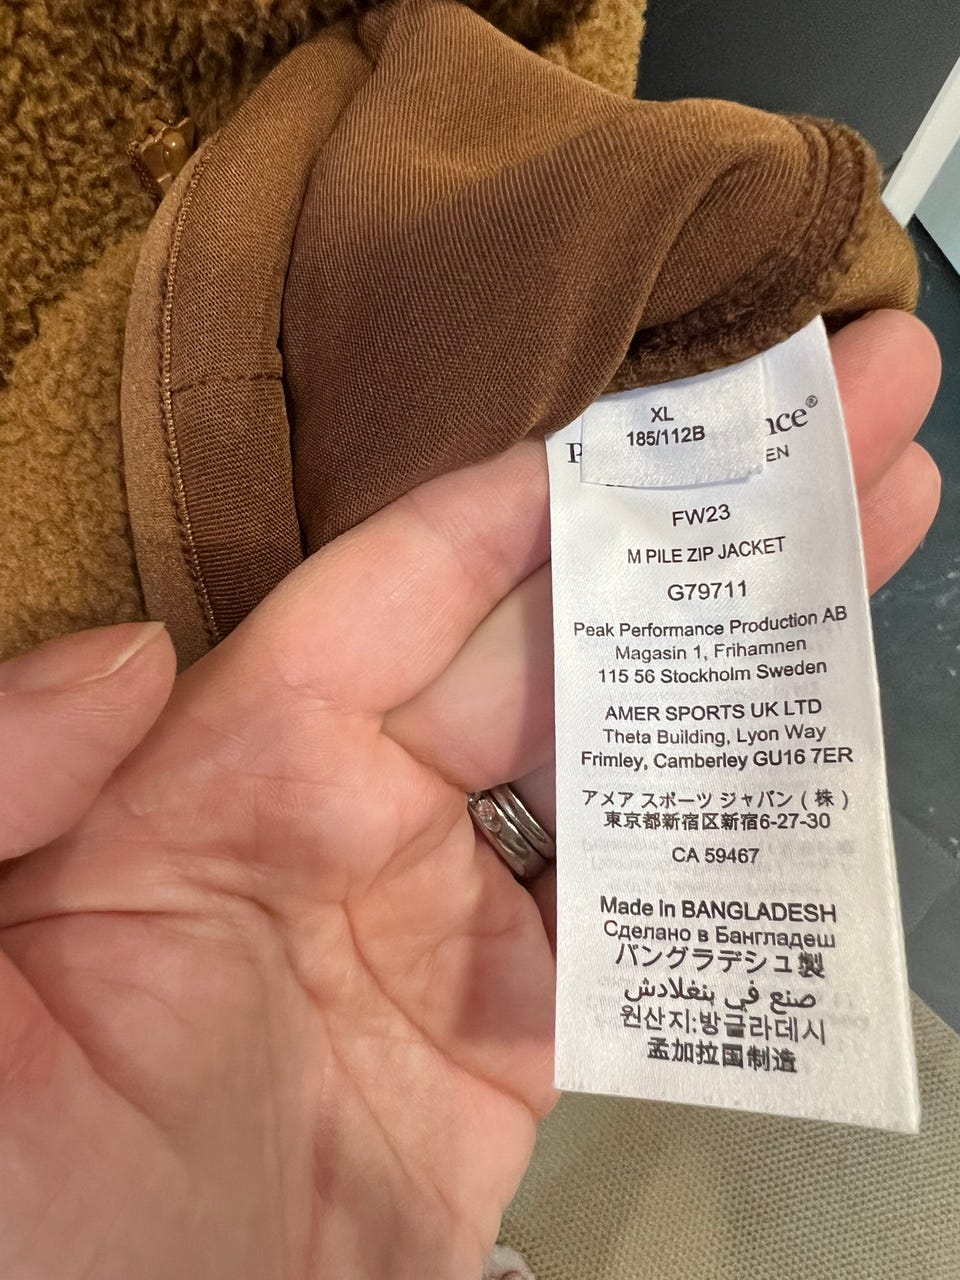 XL
185/112B
nce®
EN
FW23
M PILE ZIP JACKET
G79711
Peak Performance Production AB
Magasin 1, Frihamnen
115 56 Stockholm Sweden
AMER SPORTS UK LTD
Theta Building, Lyon Way
Frimley, Camberley GU16 7ER
アメア スポーツ ジャパン ( 株 )
東京都新宿区新宿6-27-30
CA 59467
Made in BANGLADESH
Сделано в Бангладеш
バングラデシュ製
صنع في بنغلادش
원산지:방글라데시
孟加拉国制造